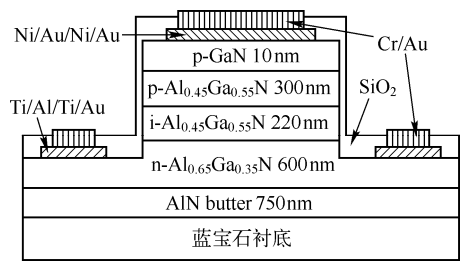 Ni/Au/Ni/Au
Cr/Au
p-GaN 10nm
p-Al0.45Ga0.55N 300nm
SiO2
Ti/Al/Ti/Au
i-Al0.45Ga0.55N 220nm
n-Al0.65Ga0.35N 600nm
AlN butter 750nm
蓝宝石衬底